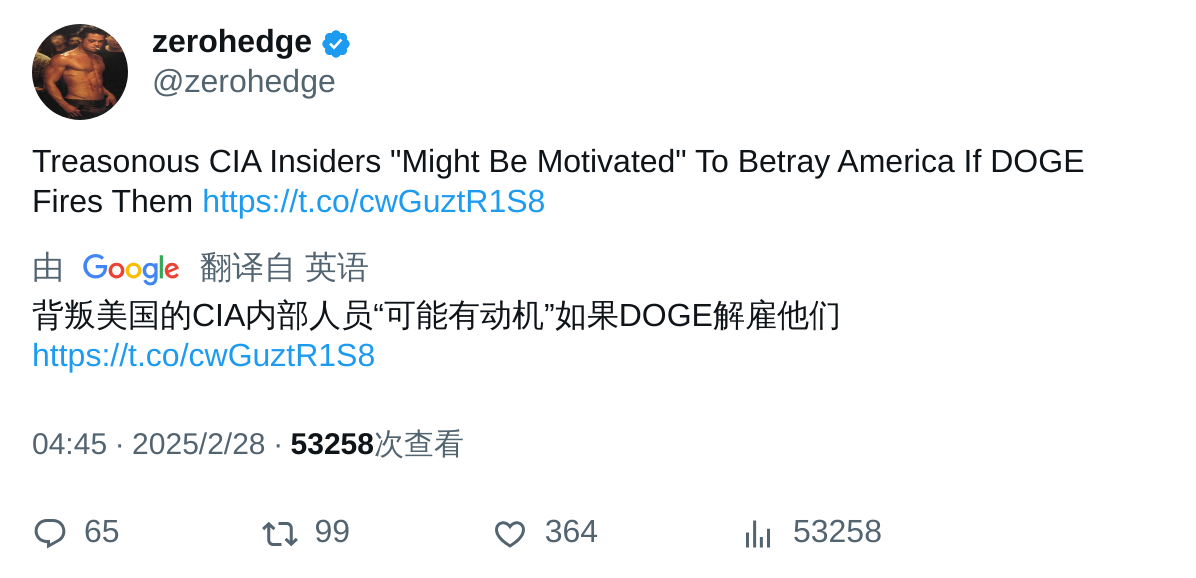 zerohedge
@zerohedge
Treasonous CIA Insiders "Might Be Motivated" To Betray America If DOGE
Fires Them https://t.co/cwGuztR1S8
由 Google 翻译自 英语
背叛美国的CIA内部人员“可能有动机”如果DOGE解雇他们
https://t.co/cwGuztR1S8
04:45 · 2025/2/28 · 53258次查看
65 99 364 53258